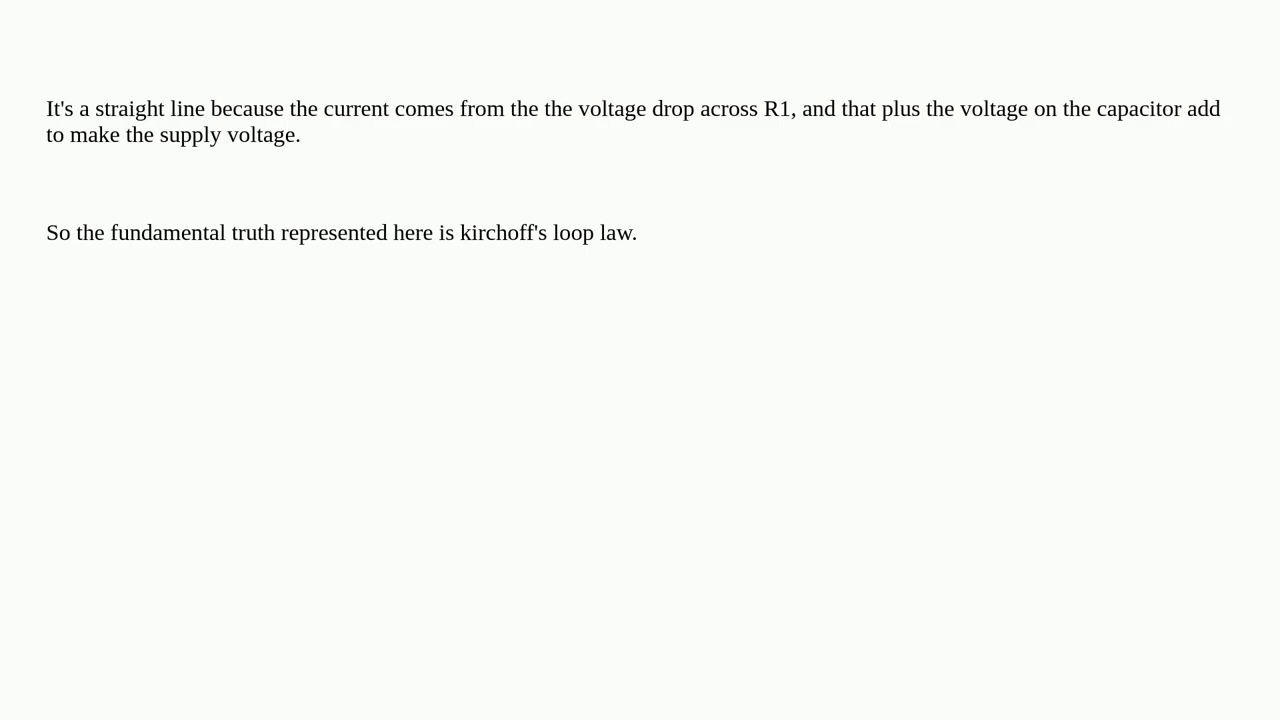 It's a straight line because the current comes from the the voltage drop across R1, and that plus the voltage on the capacitor add
to make the supply voltage.
So the fundamental truth represented here is kirchoff's loop law.